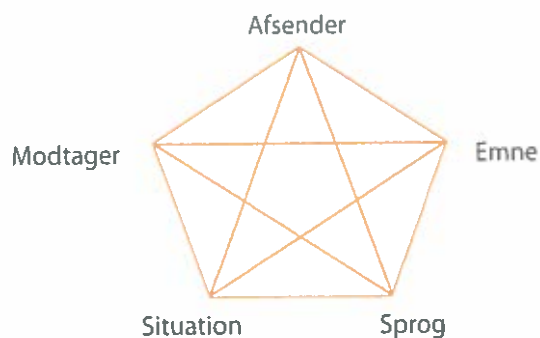 Afsender
Modtager
Emne
Situation
Sprog